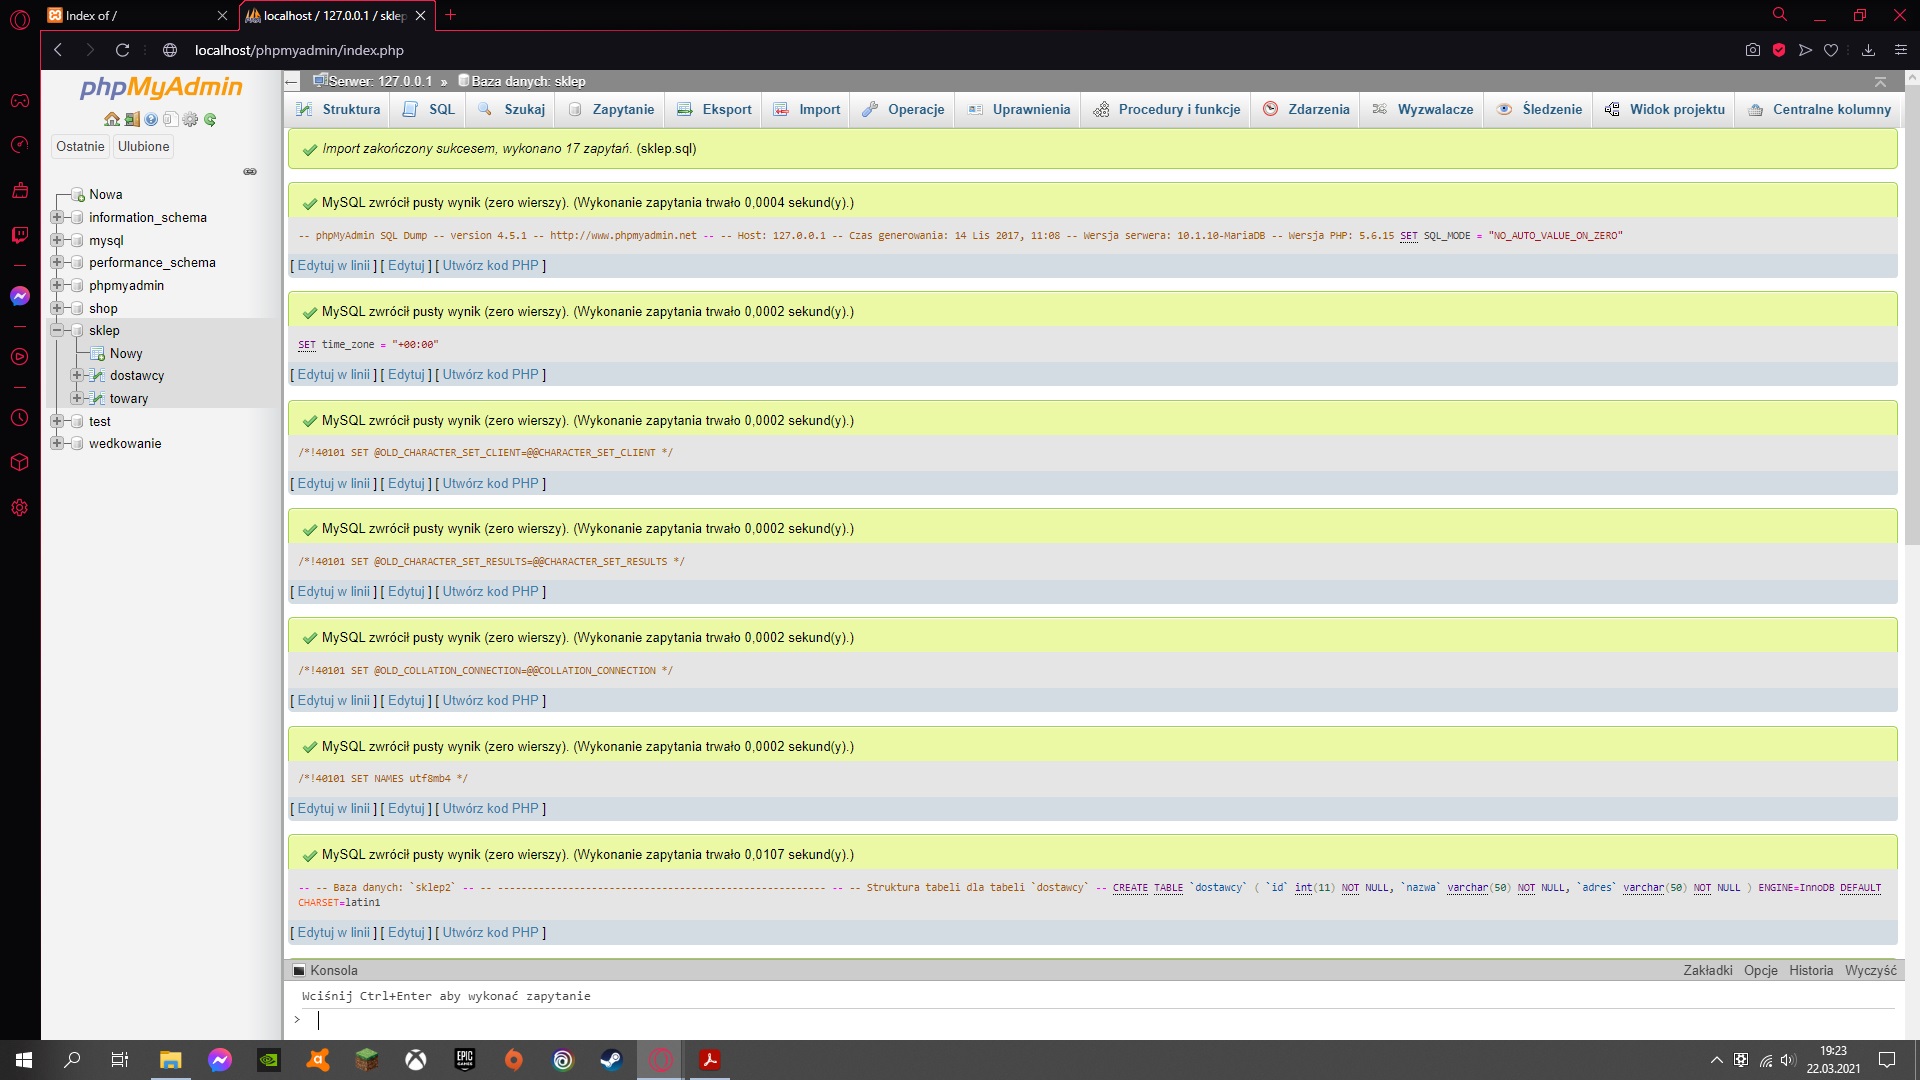 Index of /
localhost / 127.0.0.1 / sklep
localhost/phpmyadmin/index.php
phpMyAdmin
Ostatnie
Ulubione
Nowa
information_schema
mysql
performance_schema
phpmyadmin
shop
sklep
Nowy
dostawcy
towary
test
wedkowanie
Serwer: 127.0.0.1 » Baza danych: sklep
Struktura
SQL
Szukaj
Zapytanie
Eksport
Import
Operacje
Uprawnienia
Procedury i funkcje
Zdarzenia
Wyzwalacze
Śledzenie
Widok projektu
Centralne kolumny
Import zakończony sukcesem, wykonano 17 zapytań. (sklep.sql)
MySQL zwrócił pusty wynik (zero wierszy). (Wykonanie zapytania trwało 0,0004 sekund(y).)
-- phpMyAdmin SQL Dump -- version 4.5.1 -- http://www.phpmyadmin.net -- -- Host: 127.0.0.1 -- Czas generowania: 14 Lis 2017, 11:08 -- Wersja serwera: 10.1.10-MariaDB -- Wersja PHP: 5.6.15 SET SQL_MODE = "NO_AUTO_VALUE_ON_ZERO"
[ Edytuj w linii ] [ Edytuj ] [ Utwórz kod PHP ]
MySQL zwrócił pusty wynik (zero wierszy). (Wykonanie zapytania trwało 0,0002 sekund(y).)
SET time_zone = "+00:00"
[ Edytuj w linii ] [ Edytuj ] [ Utwórz kod PHP ]
MySQL zwrócił pusty wynik (zero wierszy). (Wykonanie zapytania trwało 0,0002 sekund(y).)
/*!40101 SET @OLD_CHARACTER_SET_CLIENT=@@CHARACTER_SET_CLIENT */
[ Edytuj w linii ] [ Edytuj ] [ Utwórz kod PHP ]
MySQL zwrócił pusty wynik (zero wierszy). (Wykonanie zapytania trwało 0,0002 sekund(y).)
/*!40101 SET @OLD_CHARACTER_SET_RESULTS=@@CHARACTER_SET_RESULTS */
[ Edytuj w linii ] [ Edytuj ] [ Utwórz kod PHP ]
MySQL zwrócił pusty wynik (zero wierszy). (Wykonanie zapytania trwało 0,0002 sekund(y).)
/*!40101 SET @OLD_COLLATION_CONNECTION=@@COLLATION_CONNECTION */
[ Edytuj w linii ] [ Edytuj ] [ Utwórz kod PHP ]
MySQL zwrócił pusty wynik (zero wierszy). (Wykonanie zapytania trwało 0,0002 sekund(y).)
/*!40101 SET NAMES utf8mb4 */
[ Edytuj w linii ] [ Edytuj ] [ Utwórz kod PHP ]
MySQL zwrócił pusty wynik (zero wierszy). (Wykonanie zapytania trwało 0,0107 sekund(y).)
-- -- Baza danych: `sklep2` -- -- -------------------------------------------------------- -- -- Struktura tabeli dla tabeli `dostawcy` -- CREATE TABLE `dostawcy` ( `id` int(11) NOT NULL, `nazwa` varchar(50) NOT NULL, `adres` varchar(50) NOT NULL ) ENGINE=InnoDB DEFAULT
CHARSET=latin1
[ Edytuj w linii ] [ Edytuj ] [ Utwórz kod PHP ]
Konsola
Zakładki
Opcje
Historia
Wyczyść
Wciśnij Ctrl+Enter aby wykonać zapytanie
>
EPIC GAMES
19:23
22.03.2021